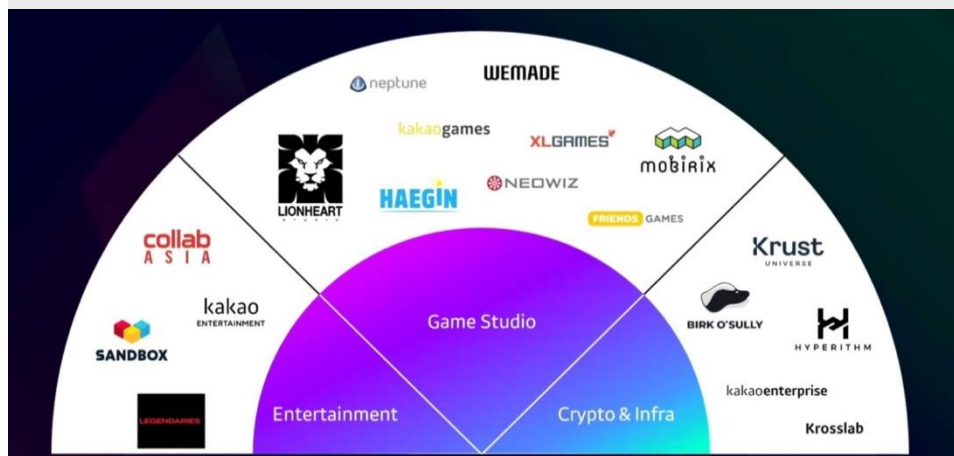 neptune
WEMADE
kakaogames
XLGAMES
mobirix
LIONHEART
STUDIO
HAEGIN
NEOWIZ
FRIENDS GAMES
collab
ASIA
kakao
ENTERTAINMENT
SANDBOX
LEGENDARIES
Krust
UNIVERSE
BIRK O'SULLY
HYPERITHM
kakaoenterprise
Krosslab
Game Studio
Entertainment
Crypto & Infra